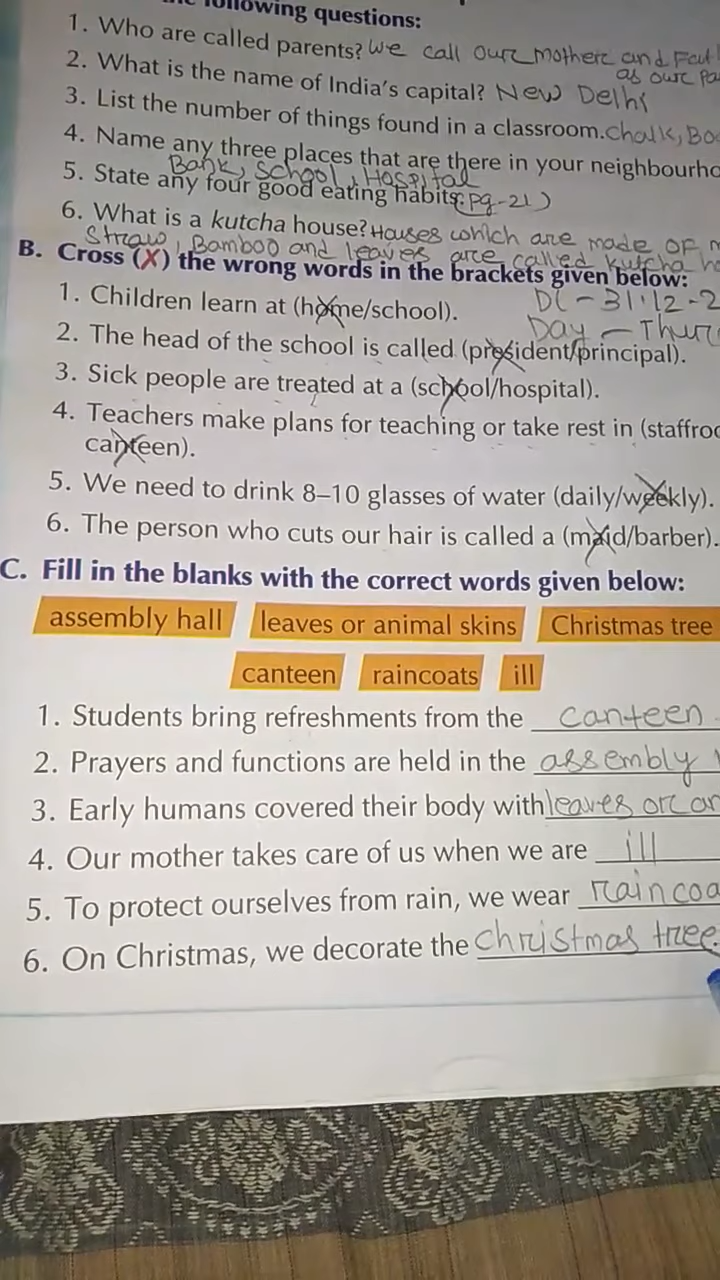 following questions:
1. Who are called parents? We call our mother and
as our
2. What is the name of India's capital? New Delhi
3. List the number of things found in a classroom. Chalk,
4. Name any three places that are there in your
Bank, School, Hospital
5. State any four good eating habits. (pg-21)
6. What is a kutcha house? Houses which are made of
Straw, Bamboo and leaves are called kutcha
B. Cross (X) the wrong words in the brackets given below:
1. Children learn at (home/school).
Dt - 31.12-2
Day -
2. The head of the school is called (president/principal).
3. Sick people are treated at a (school/hospital).
4. Teachers make plans for teaching or take rest in
canteen).
5. We need to drink 8–10 glasses of water (daily/weekly).
6. The person who cuts our hair is called a (maid/barber).
C. Fill in the blanks with the correct words given below:
assembly hall leaves or animal skins Christmas tree
canteen raincoats ill
1. Students bring refreshments from the canteen
2. Prayers and functions are held in the assembly
3. Early humans covered their body with leaves or
4. Our mother takes care of us when we are ill
5. To protect ourselves from rain, we wear
6. On Christmas, we decorate the christmas tree.